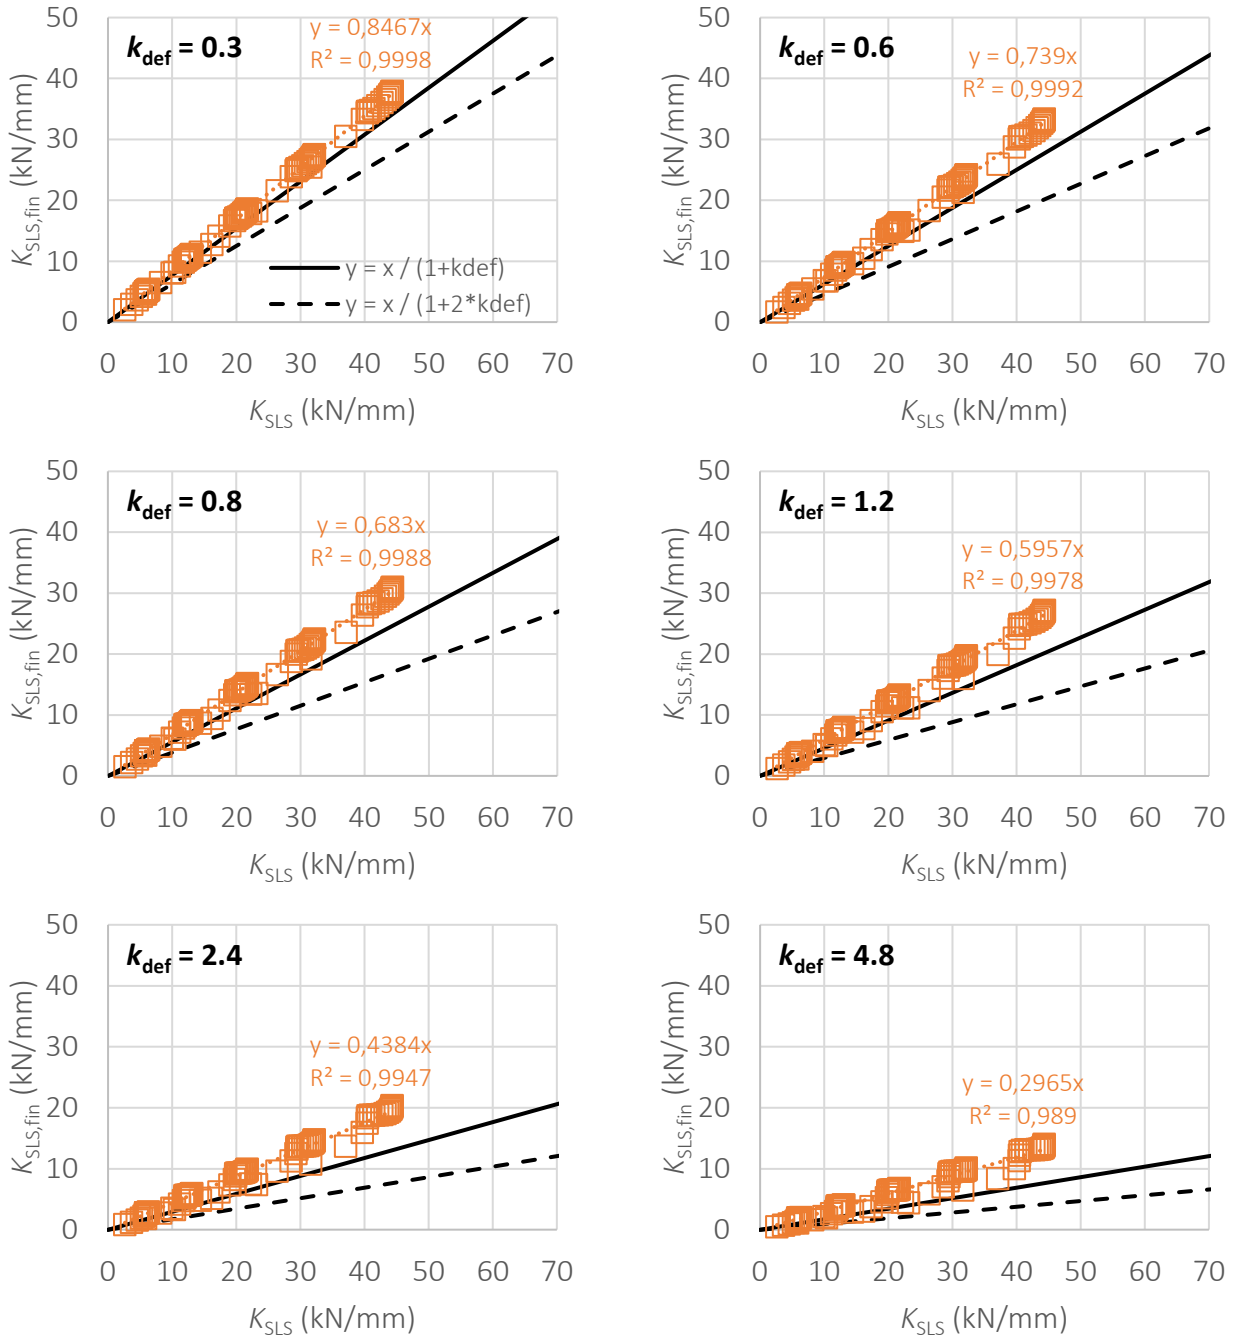 k_def = 0.3
y = 0,8467x
R² = 0,9998
K_SLS,fin (kN/mm)
50
40
30
20
10
0
y = x / (1+kdef)
y = x / (1+2*kdef)
0 10 20 30 40 50 60 70
K_SLS (kN/mm)
k_def = 0.6
y = 0,739x
R² = 0,9992
K_SLS,fin (kN/mm)
50
40
30
20
10
0
0 10 20 30 40 50 60 70
K_SLS (kN/mm)
k_def = 0.8
y = 0,683x
R² = 0,9988
K_SLS,fin (kN/mm)
50
40
30
20
10
0
0 10 20 30 40 50 60 70
K_SLS (kN/mm)
k_def = 1.2
y = 0,5957x
R² = 0,9978
K_SLS,fin (kN/mm)
50
40
30
20
10
0
0 10 20 30 40 50 60 70
K_SLS (kN/mm)
k_def = 2.4
y = 0,4384x
R² = 0,9947
K_SLS,fin (kN/mm)
50
40
30
20
10
0
0 10 20 30 40 50 60 70
K_SLS (kN/mm)
k_def = 4.8
y = 0,2965x
R² = 0,989
K_SLS,fin (kN/mm)
50
40
30
20
10
0
0 10 20 30 40 50 60 70
K_SLS (kN/mm)